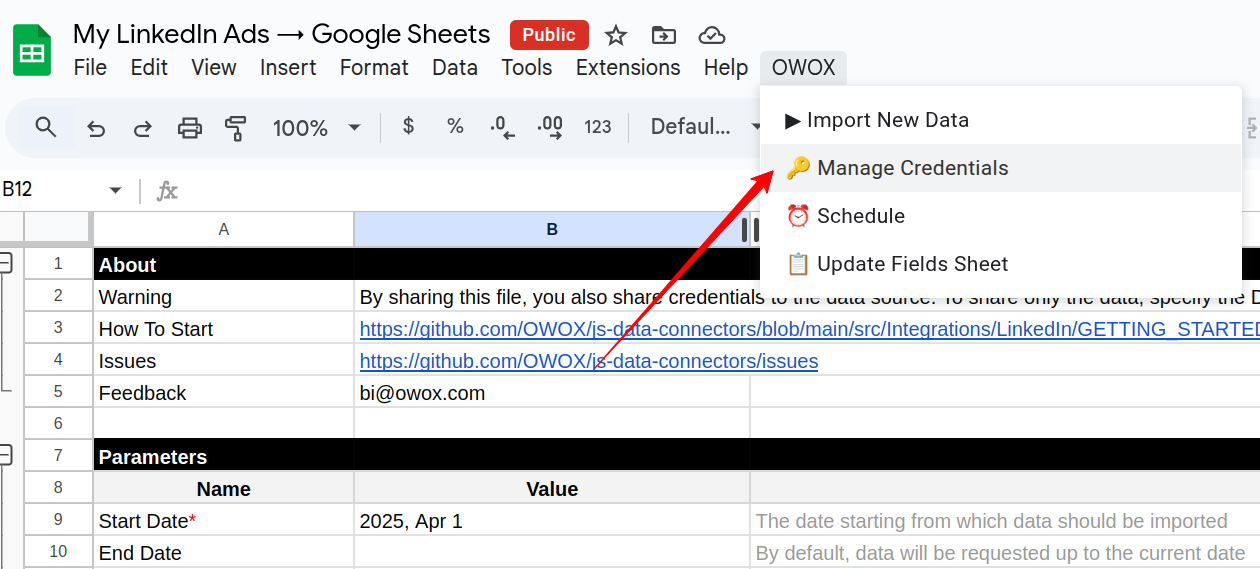 My LinkedIn Ads → Google Sheets Public
File Edit View Insert Format Data Tools Extensions Help OWOX
100% $ % .0 .00 123 Defaul...
▶ Import New Data
🔑 Manage Credentials
⏰ Schedule
📋 Update Fields Sheet
B12 fx
A B
1 About
2 Warning By sharing this file, you also share credentials to the data source. To share only the data, specify the D
3 How To Start https://github.com/OWOX/js-data-connectors/blob/main/src/Integrations/LinkedIn/GETTING_STARTED
4 Issues https://github.com/OWOX/js-data-connectors/issues
5 Feedback bi@owox.com
6
7 Parameters
8 Name Value
9 Start Date* 2025, Apr 1 The date starting from which data should be imported
10 End Date By default, data will be requested up to the current date